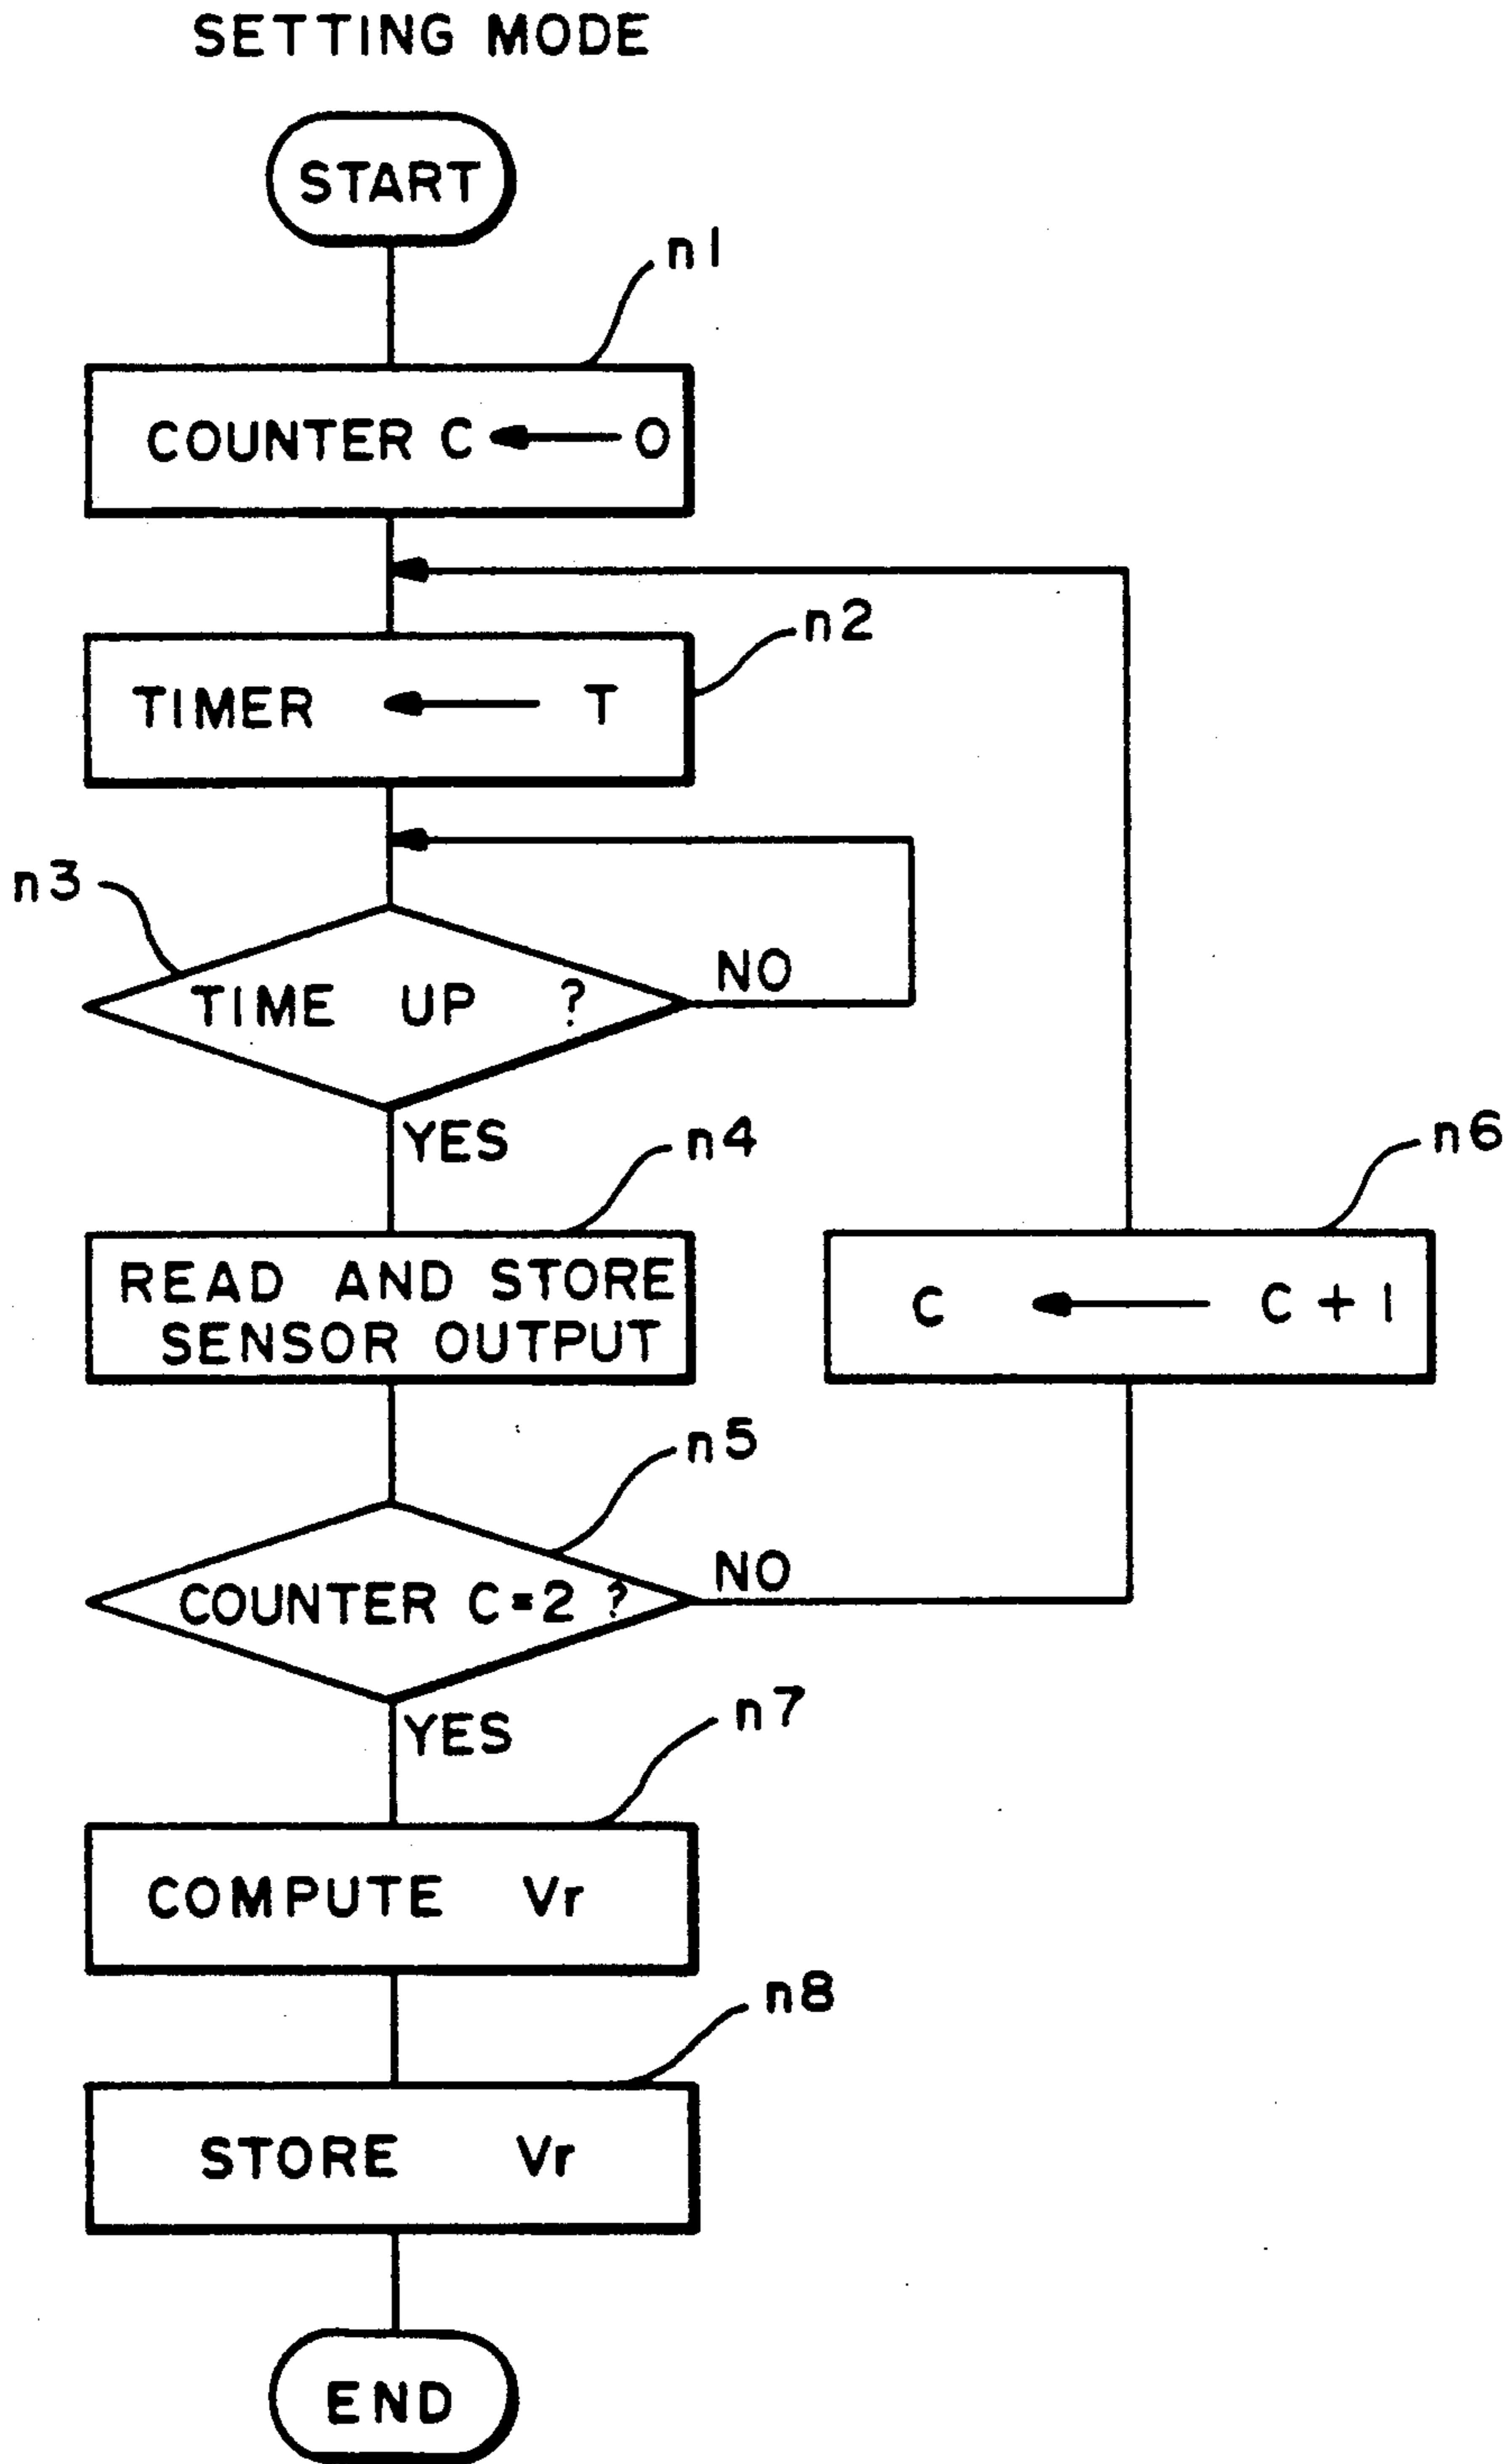 SETTING MODE
START
n1
COUNTER C ← 0
n2
TIMER ← T
n3
TIME UP ?
NO
YES
n4
READ AND STORE
SENSOR OUTPUT
n6
C ← C + 1
n5
COUNTER C=2 ?
NO
YES
n7
COMPUTE Vr
n8
STORE Vr
END